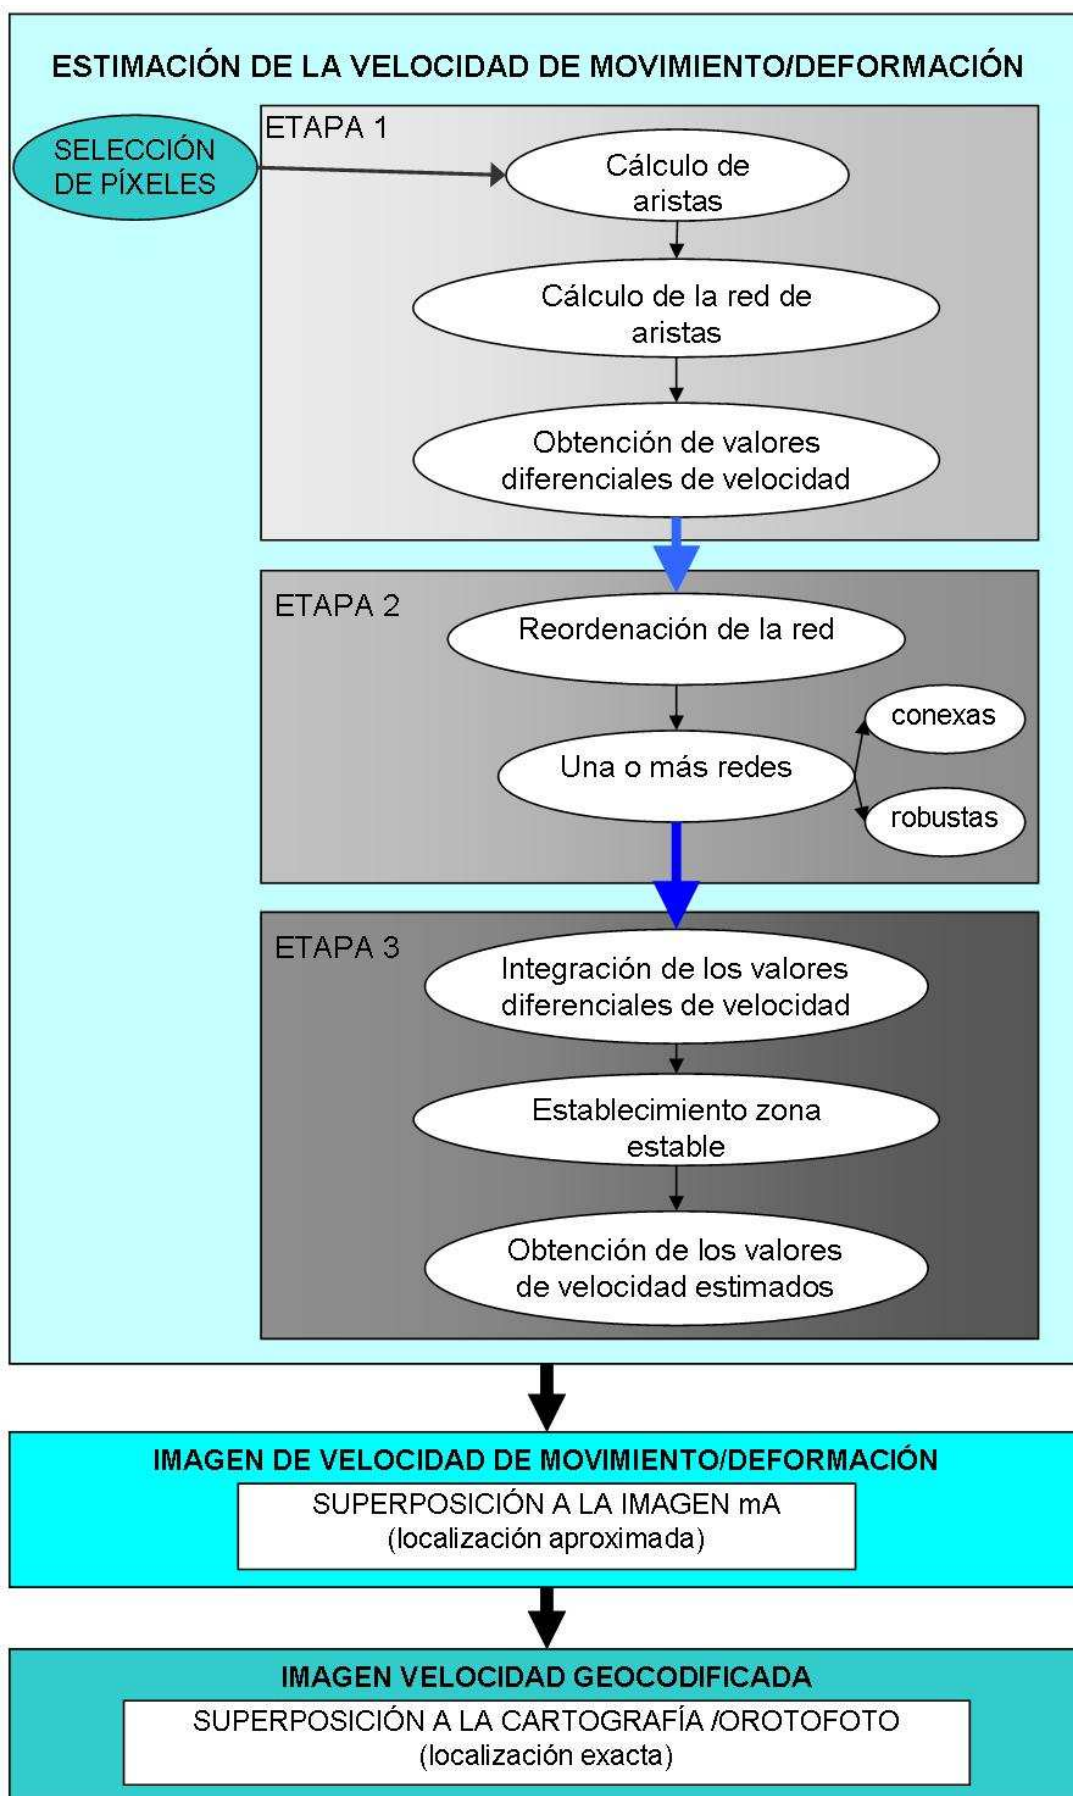 ESTIMACIÓN DE LA VELOCIDAD DE MOVIMIENTO/DEFORMACIÓN
SELECCIÓN
DE PÍXELES
ETAPA 1
Cálculo de
aristas
Cálculo de la red de
aristas
Obtención de valores
diferenciales de velocidad
ETAPA 2
Reordenación de la red
Una o más redes
conexas
robustas
ETAPA 3
Integración de los valores
diferenciales de velocidad
Establecimiento zona
estable
Obtención de los valores
de velocidad estimados
IMAGEN DE VELOCIDAD DE MOVIMIENTO/DEFORMACIÓN
SUPERPOSICIÓN A LA IMAGEN mA
(localización aproximada)
IMAGEN VELOCIDAD GEOCODIFICADA
SUPERPOSICIÓN A LA CARTOGRAFÍA /OROTOFOTO
(localización exacta)